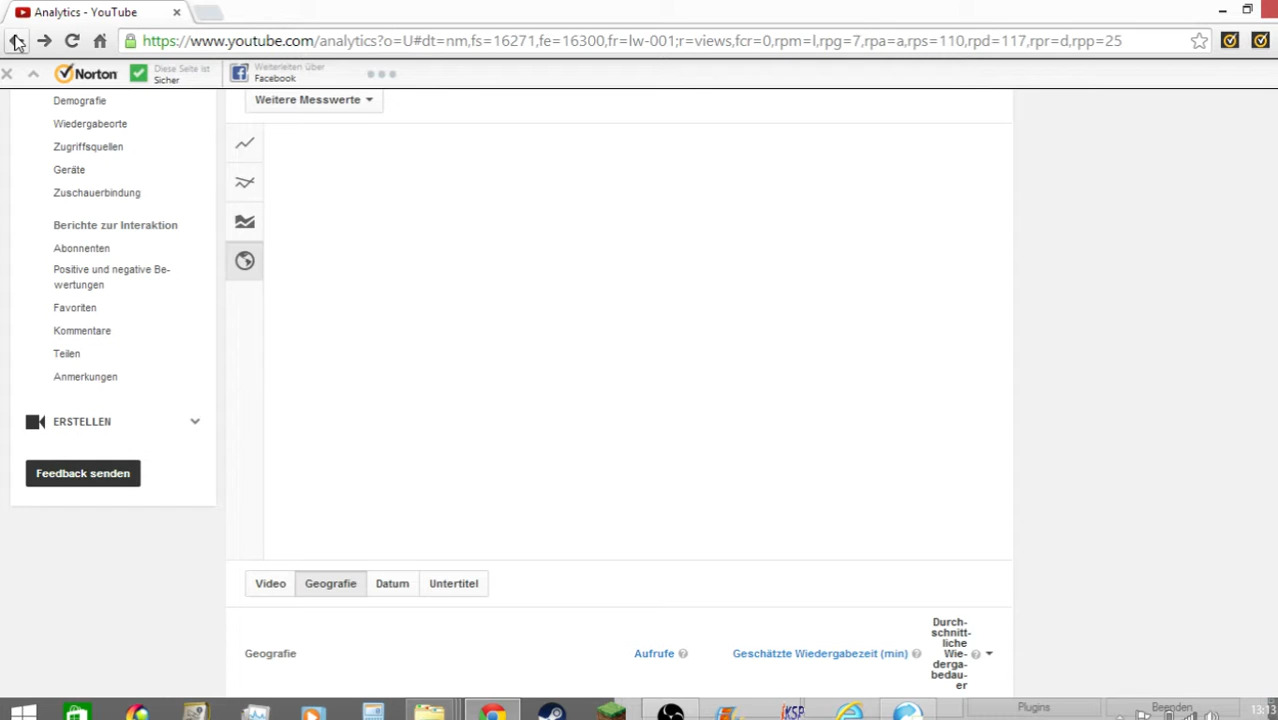 Analytics - YouTube
https://www.youtube.com/analytics?o=U#dt=nm,fs=16271,fe=16300,fr=lw-001;r=views,fcr=0,rpm=l,rpg=7,rpa=a,rps=110,rpd=117,rpr=d,rpp=25
Norton
Diese Seite ist
Sicher
Weiterleiten über
Facebook
Demografie
Wiedergabeorte
Zugriffsquellen
Geräte
Zuschauerbindung
Berichte zur Interaktion
Abonnenten
Positive und negative Be-
wertungen
Favoriten
Kommentare
Teilen
Anmerkungen
ERSTELLEN
Feedback senden
Weitere Messwerte
Video
Geografie
Datum
Untertitel
Geografie
Aufrufe
Geschätzte Wiedergabezeit (min)
Durch-
schnitt-
liche
Wie-
derga-
bedau-
er
KSP
Plugins
Beenden
13:13